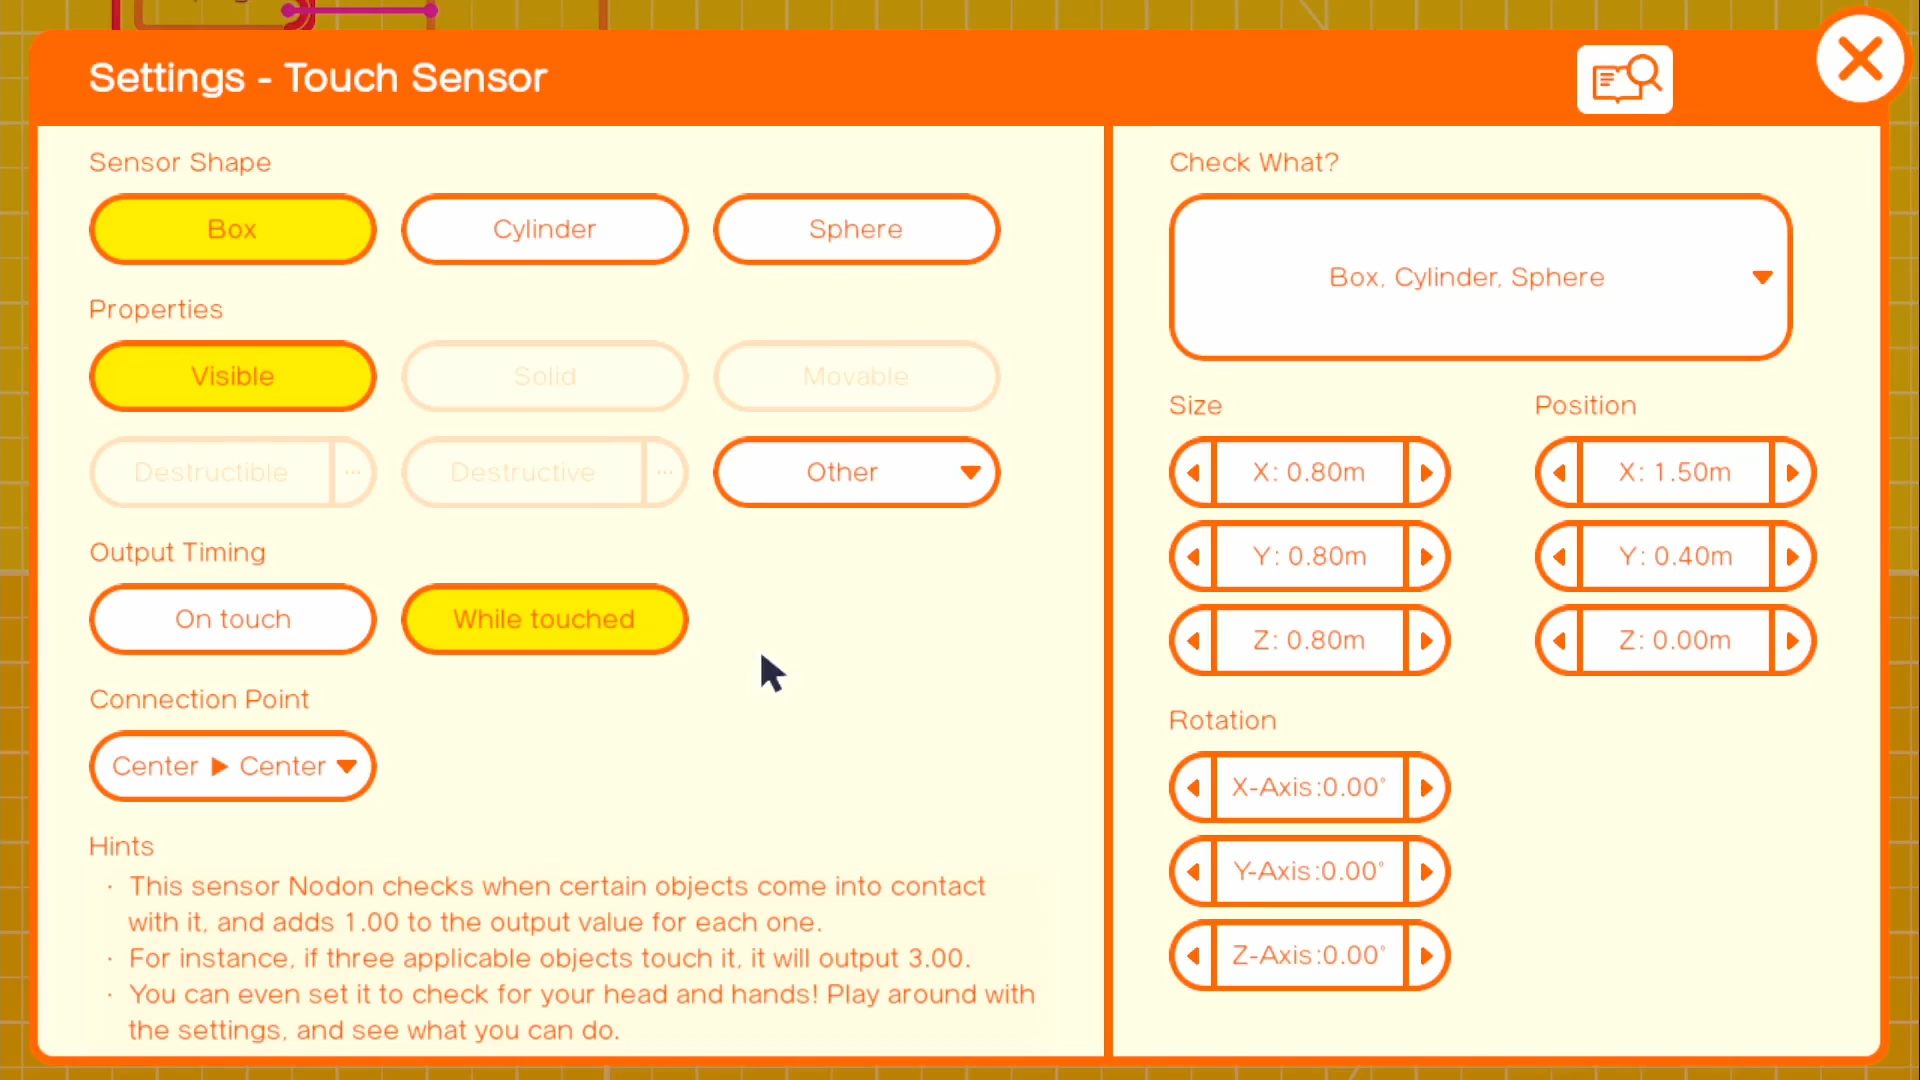 Settings - Touch Sensor
Sensor Shape
Box
Cylinder
Sphere
Properties
Visible
Solid
Movable
Destructible
...
Destructive
...
Other
Output Timing
On touch
While touched
Connection Point
Center ▶ Center
Hints
· This sensor Nodon checks when certain objects come into contact
with it, and adds 1.00 to the output value for each one.
· For instance, if three applicable objects touch it, it will output 3.00.
· You can even set it to check for your head and hands! Play around with
the settings, and see what you can do.
Check What?
Box, Cylinder, Sphere
Size
X: 0.80m
Y: 0.80m
Z: 0.80m
Position
X: 1.50m
Y: 0.40m
Z: 0.00m
Rotation
X-Axis:0.00°
Y-Axis:0.00°
Z-Axis:0.00°